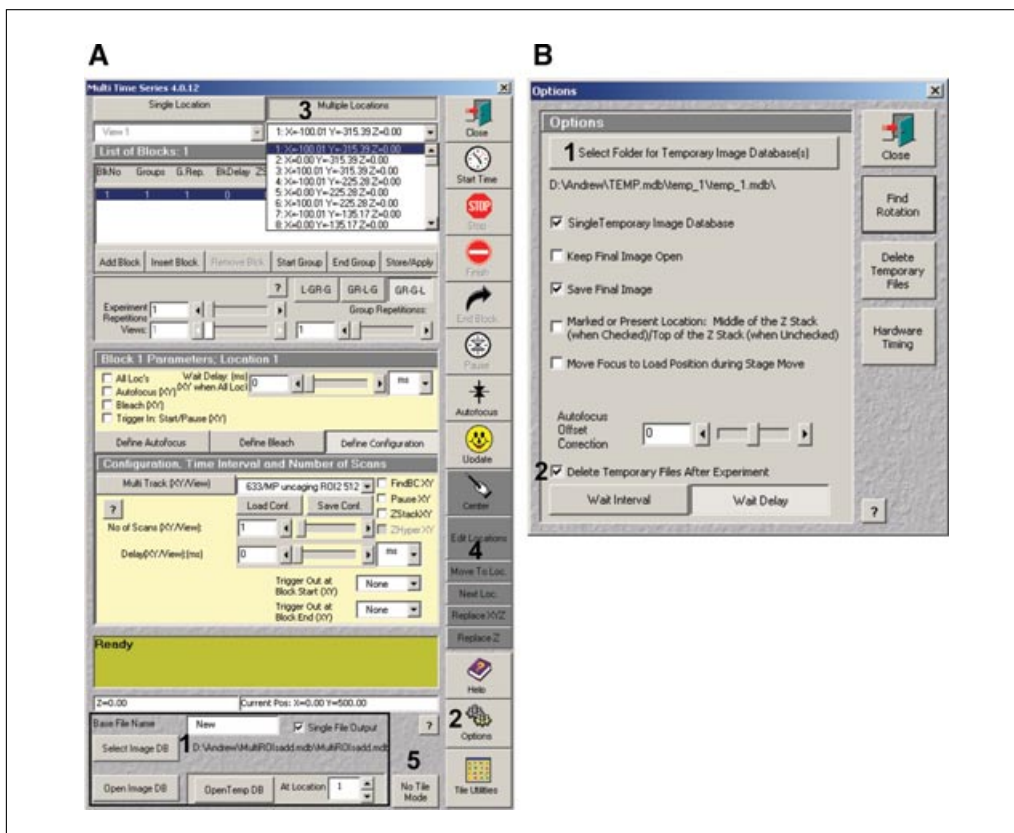 A
Multi Time Series 4.0.12
Single Location
3 Multiple Locations
View 1
1: X=-100.01 Y=-315.39 Z=0.00
1: X=-100.01 Y=-315.39 Z=0.00
2: X=0.00 Y=-315.39 Z=0.00
3: X=100.01 Y=-315.39 Z=0.00
4: X=-100.01 Y=-225.28 Z=0.00
5: X=0.00 Y=-225.28 Z=0.00
6: X=100.01 Y=-225.28 Z=0.00
7: X=-100.01 Y=-135.17 Z=0.00
8: X=0.00 Y=-135.17 Z=0.00
List of Blocks: 1
BlkNo Groups G.Rep. BkDelay ZS
1 1 1 0
Add Block Insert Block Remove Blck Start Group End Group Store/Apply
? L-GR-G GR-L-G GR-G-L
Experiment Repetitions 1
Group Repetitions:
Views: 1
1
Block 1 Parameters; Location 1
All Loc's
Wait Delay: (ms)
(XY when All Loc) 0 ms
Autofocus (XY)
Bleach (XY)
Trigger In: Start/Pause (XY)
Define Autofocus Define Bleach Define Configuration
Configuration, Time Interval and Number of Scans
Multi Track (XY/View) 633/MP uncaging ROI2 512 FindBC XY
? Load Conf. Save Conf. Pause XY
ZStackXY
ZHyper XY
No of Scans (XY/View): 1
Delay(XY/View):(ms) 0 ms
Trigger Out at Block Start (XY) None
Trigger Out at Block End (XY) None
Ready
Z=0.00 Current Pos: X=0.00 Y=500.00
Base File Name New Single File Output ?
Select Image DB 1 D:\Andrew\MultiROIsadd.mdb\MultiROIsadd.mdb
Open Image DB OpenTemp DB At Location 1
5
No Tile Mode
Close
Start Time
STOP
Stop
Finish
End Block
Pause
Autofocus
Update
Center
Edit Locations
4
Move To Loc.
Next Loc.
Replace XYZ
Replace Z
Help
2
Options
Tile Utilities
B
Options
Options
1 Select Folder for Temporary Image Database(s)
D:\Andrew\TEMP.mdb\temp_1\temp_1.mdb\
SingleTemporary Image Database
Keep Final Image Open
Save Final Image
Marked or Present Location: Middle of the Z Stack
(when Checked)/Top of the Z Stack (when Unchecked)
Move Focus to Load Position during Stage Move
Autofocus
Offset
Correction
0
2 Delete Temporary Files After Experiment
Wait Interval Wait Delay
Close
Find Rotation
Delete Temporary Files
Hardware Timing
?